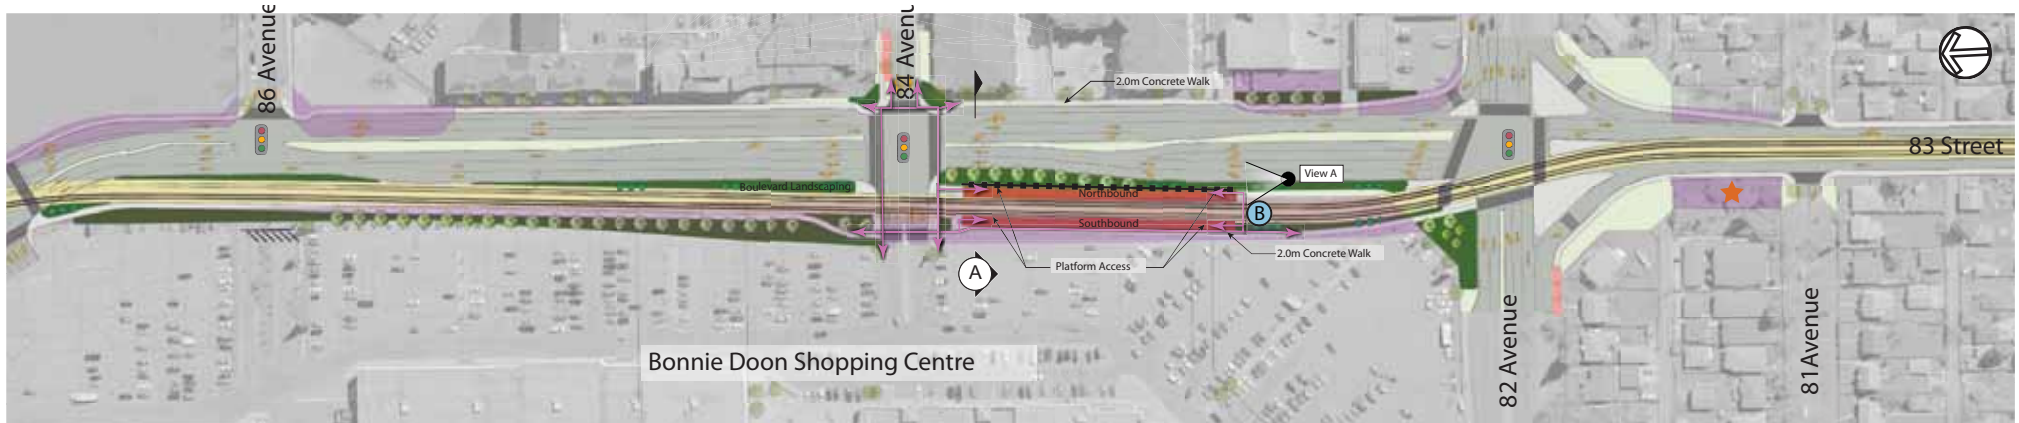 86 Avenue
84 Avenue
2.0m Concrete Walk
83 Street
View A
Boulevard Landscaping
Northbound
B
Southbound
2.0m Concrete Walk
A
Platform Access
Bonnie Doon Shopping Centre
82 Avenue
81 Avenue